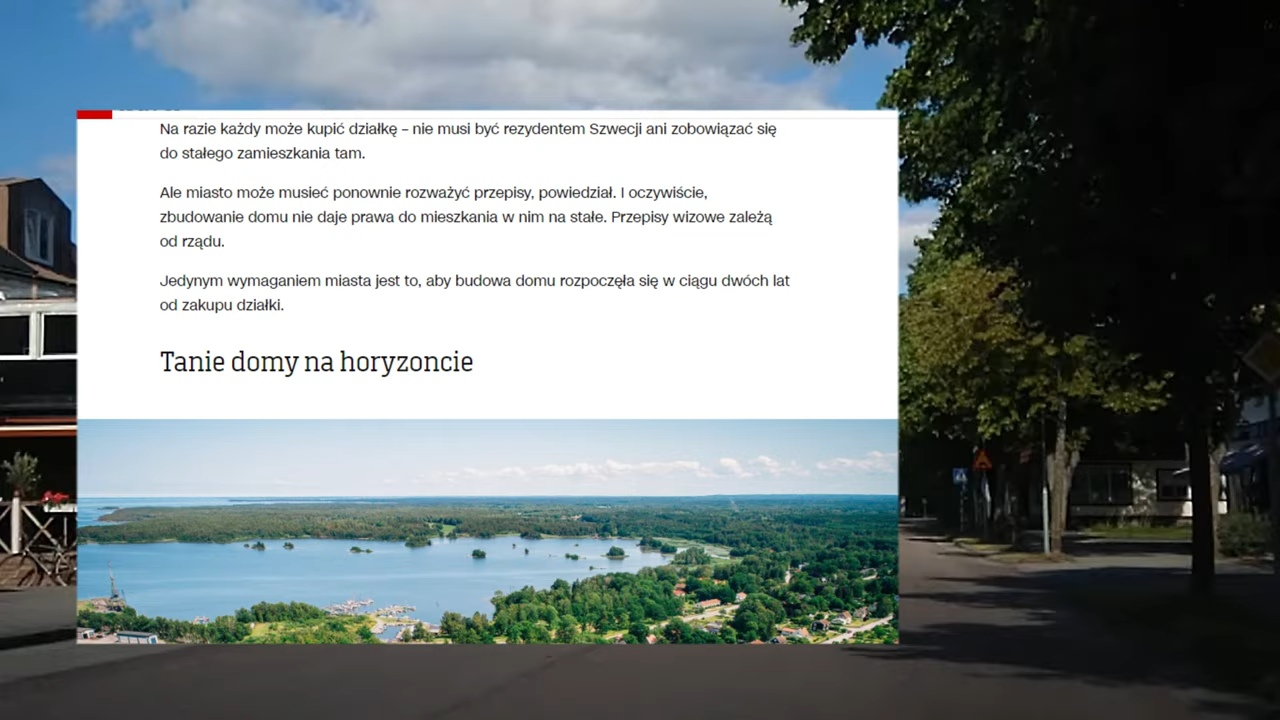 Na razie każdy może kupić działkę – nie musi być rezydentem Szwecji ani zobowiązać się
do stałego zamieszkania tam.
Ale miasto może musieć ponownie rozważyć przepisy, powiedział. I oczywiście,
zbudowanie domu nie daje prawa do mieszkania w nim na stałe. Przepisy wizowe zależą
od rządu.
Jedynym wymaganiem miasta jest to, aby budowa domu rozpoczęła się w ciągu dwóch lat
od zakupu działki.
Tanie domy na horyzoncie